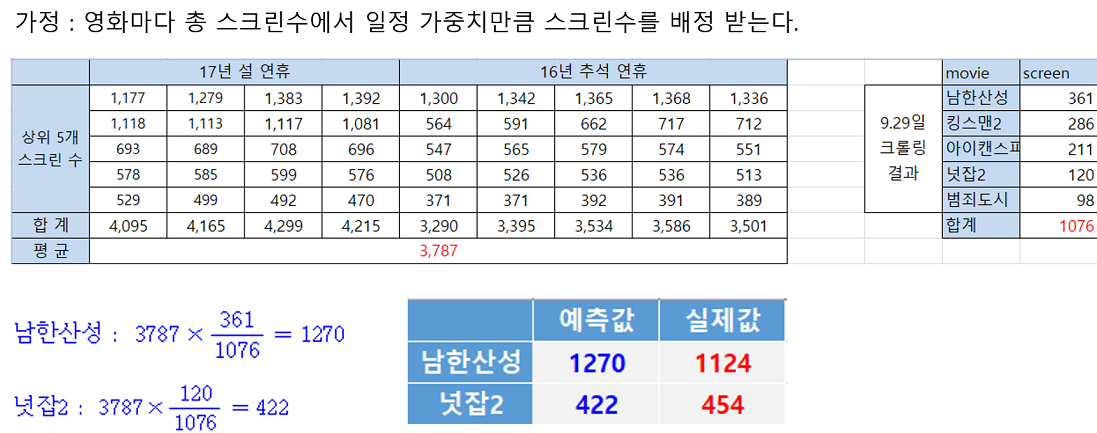 가정 : 영화마다 총 스크린수에서 일정 가중치만큼 스크린수를 배정 받는다.
17년 설 연휴 16년 추석 연휴
상위 5개 스크린 수
1,177 1,279 1,383 1,392 1,300 1,342 1,365 1,368 1,336
1,118 1,113 1,117 1,081 564 591 662 717 712
693 689 708 696 547 565 579 574 551
578 585 599 576 508 526 536 536 513
529 499 492 470 371 371 392 391 389
합 계 4,095 4,165 4,299 4,215 3,290 3,395 3,534 3,586 3,501
평 균 3,787
9.29일
크롤링
결과
movie screen
남한산성 361
킹스맨2 286
아이캔스피 211
넛잡2 120
범죄도시 98
합계 1076
남한산성 : 3787 × 361/1076 = 1270
넛잡2 : 3787 × 120/1076 = 422
예측값 실제값
남한산성 1270 1124
넛잡2 422 454